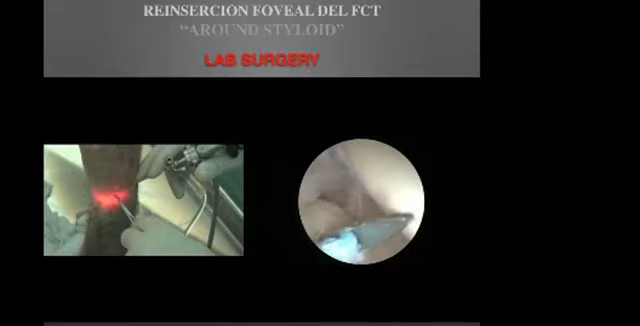 REINSERCION FOVEAL DEL FCT
“AROUND STYLOID”
LAB SURGERY